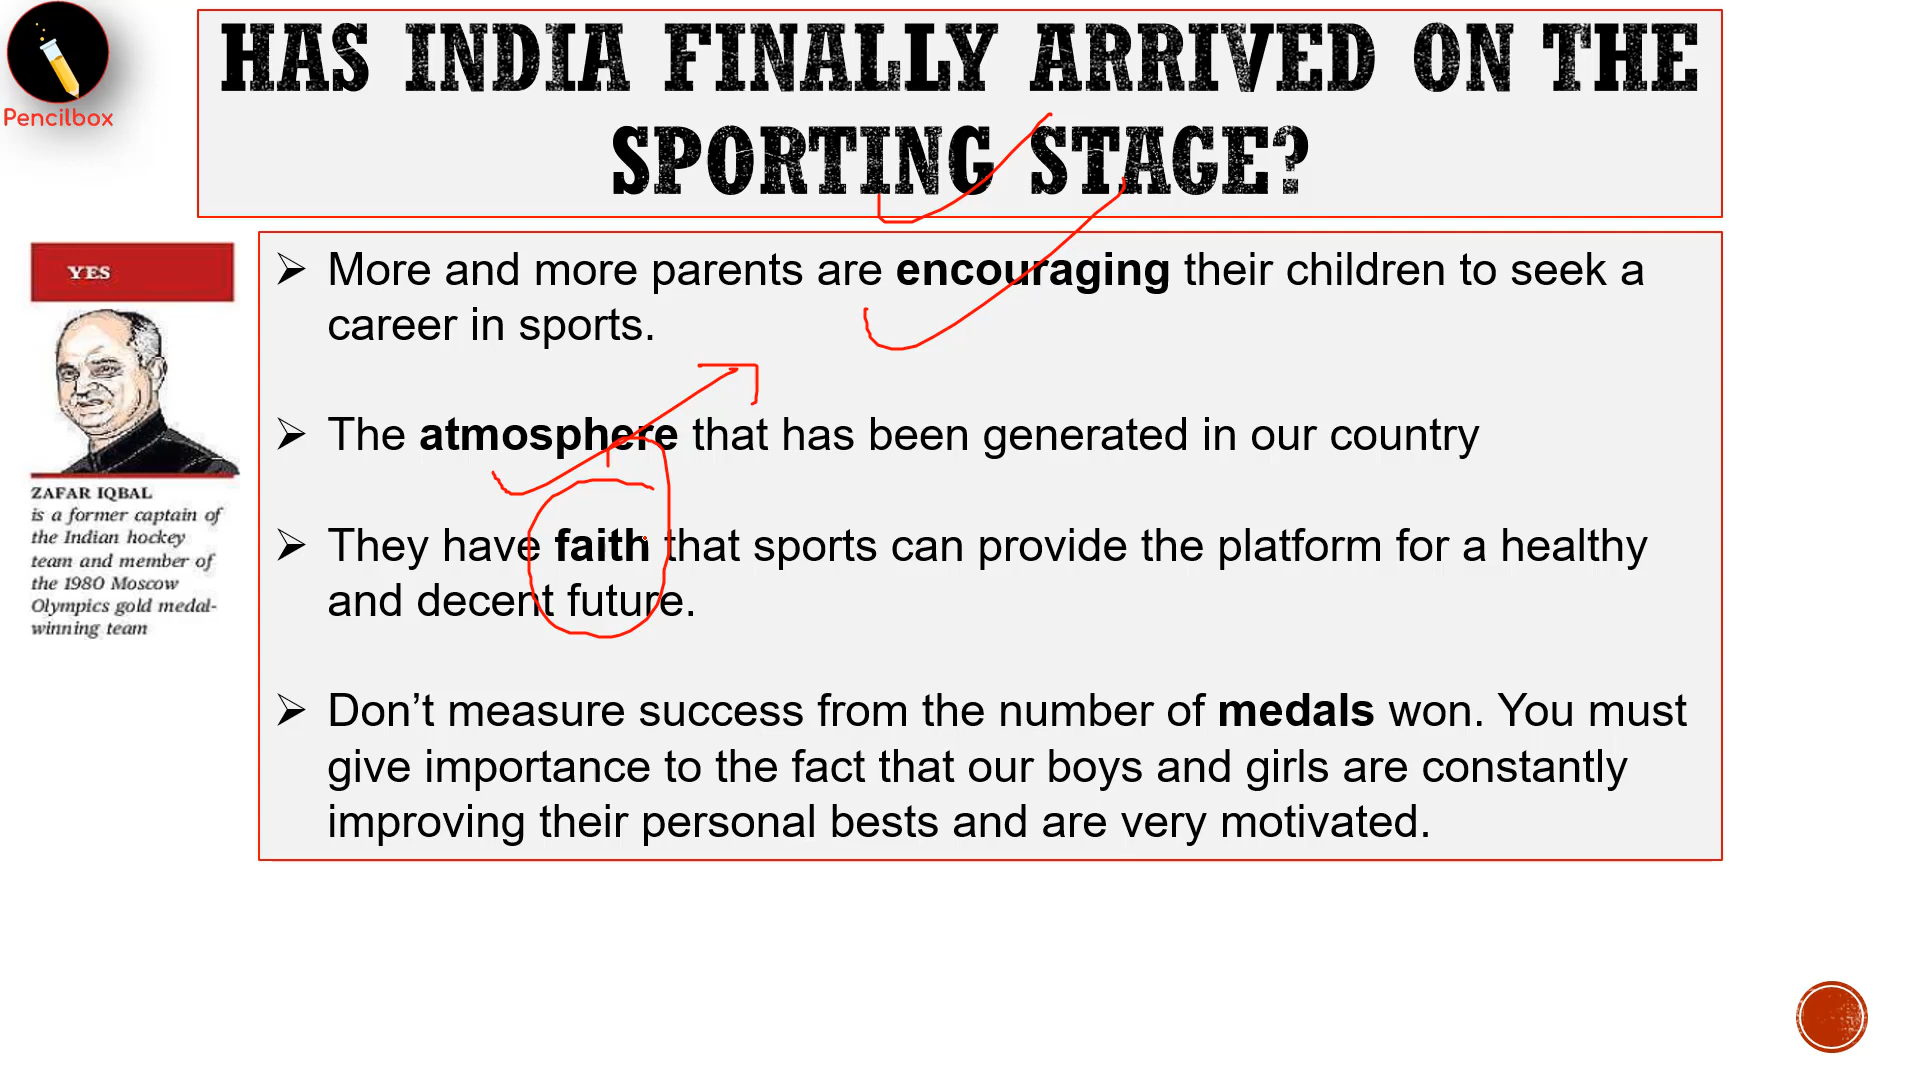 Pencilbox
HAS INDIA FINALLY ARRIVED ON THE
SPORTING STAGE?
YES
ZAFAR IQBAL
is a former captain of
the Indian hockey
team and member of
the 1980 Moscow
Olympics gold medal-
winning team
➢ More and more parents are encouraging their children to seek a
career in sports.
➢ The atmosphere that has been generated in our country
➢ They have faith that sports can provide the platform for a healthy
and decent future.
➢ Don’t measure success from the number of medals won. You must
give importance to the fact that our boys and girls are constantly
improving their personal bests and are very motivated.